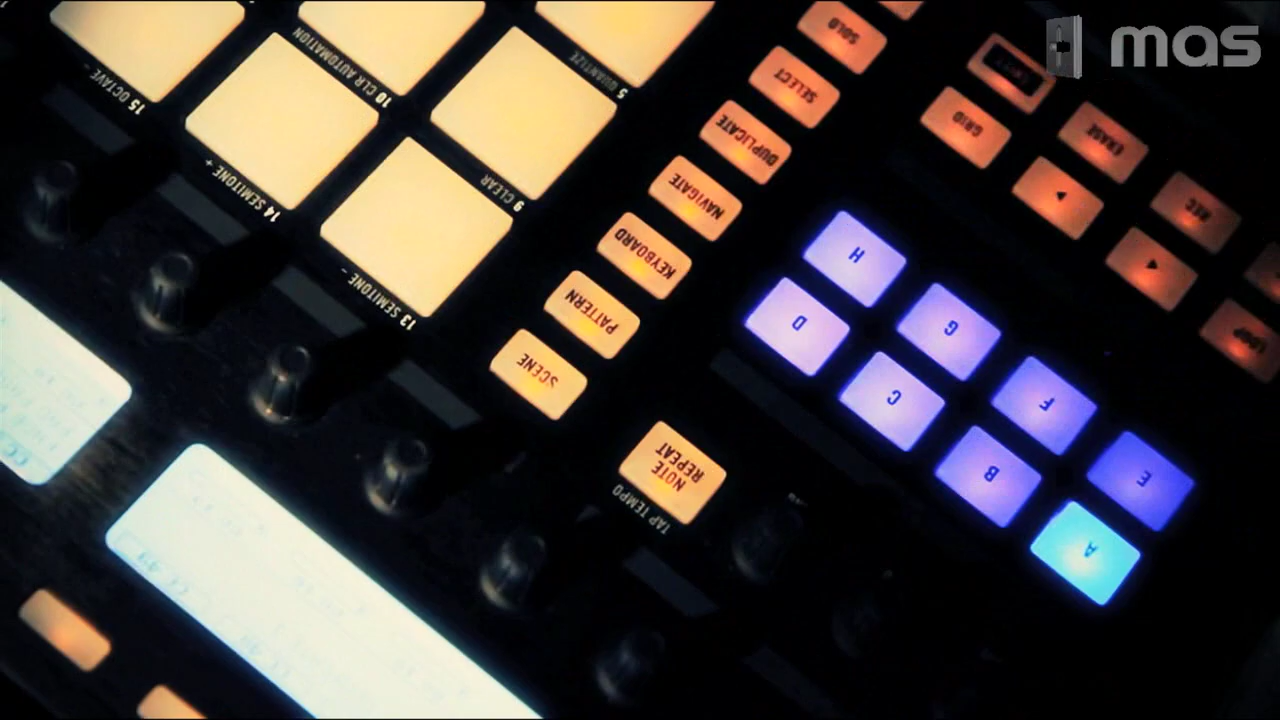 mas
SOLO
SELECT
DUPLICATE
NAVIGATE
KEYBOARD
PATTERN
SCENE
NOTE
REPEAT
TAP TEMPO
5 QUANTIZE
10 CLR AUTOMATION
9 CLEAR
15 OCTAVE -
14 SEMITONE +
13 SEMITONE -
GRID
ERASE
REC
LOOP
H
G
F
E
D
C
B
A